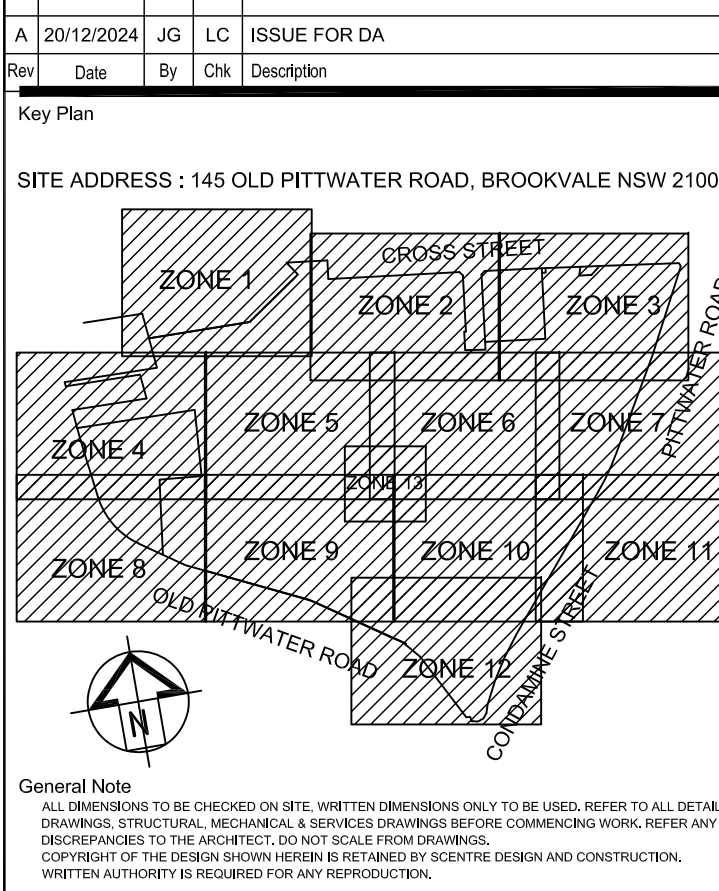 A 20/12/2024 JG LC ISSUE FOR DA
Rev Date By Chk Description
Key Plan
SITE ADDRESS : 145 OLD PITTWATER ROAD, BROOKVALE NSW 2100
CROSS STREET
ZONE 1
ZONE 2
ZONE 3
PITTWATER ROAD
ZONE 4
ZONE 5
ZONE 6
ZONE 7
ZONE 13
ZONE 8
ZONE 9
ZONE 10
ZONE 11
OLD PITTWATER ROAD
ZONE 12
CONDAMINE STREET
N
General Note
ALL DIMENSIONS TO BE CHECKED ON SITE, WRITTEN DIMENSIONS ONLY TO BE USED. REFER TO ALL DETAIL
DRAWINGS, STRUCTURAL, MECHANICAL & SERVICES DRAWINGS BEFORE COMMENCING WORK. REFER ANY
DISCREPANCIES TO THE ARCHITECT. DO NOT SCALE FROM DRAWINGS.
COPYRIGHT OF THE DESIGN SHOWN HEREIN IS RETAINED BY SCENTRE DESIGN AND CONSTRUCTION.
WRITTEN AUTHORITY IS REQUIRED FOR ANY REPRODUCTION.